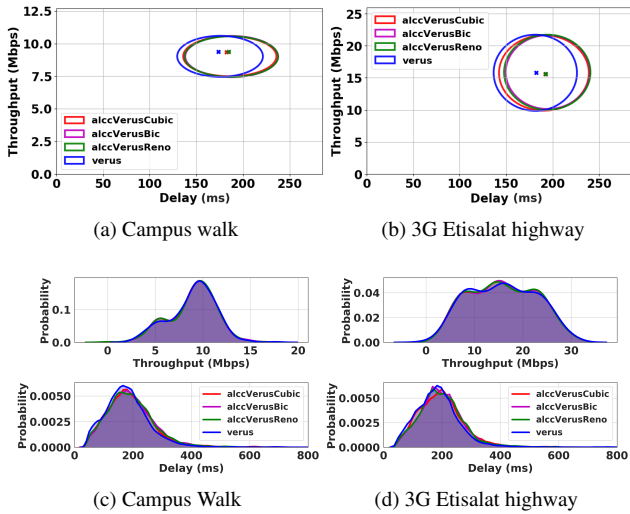 12.5
10.0
7.5
5.0
2.5
0.0
Throughput (Mbps)
alccVerusCubic
alccVerusBic
alccVerusReno
verus
0 50 100 150 200 250
Delay (ms)
(a) Campus walk
25
20
15
10
5
0
Throughput (Mbps)
alccVerusCubic
alccVerusBic
alccVerusReno
verus
0 50 100 150 200 250
Delay (ms)
(b) 3G Etisalat highway
Probability
0.1
0.0
0 10 20
Throughput (Mbps)
Probability
0.04
0.02
0.00
0 10 20 30
Throughput (Mbps)
Probability
0.0050
0.0025
0.0000
alccVerusCubic
alccVerusBic
alccVerusReno
verus
0 200 400 600 800
Delay (ms)
(c) Campus Walk
Probability
0.0050
0.0025
0.0000
alccVerusCubic
alccVerusBic
alccVerusReno
verus
0 200 400 600 800
Delay (ms)
(d) 3G Etisalat highway